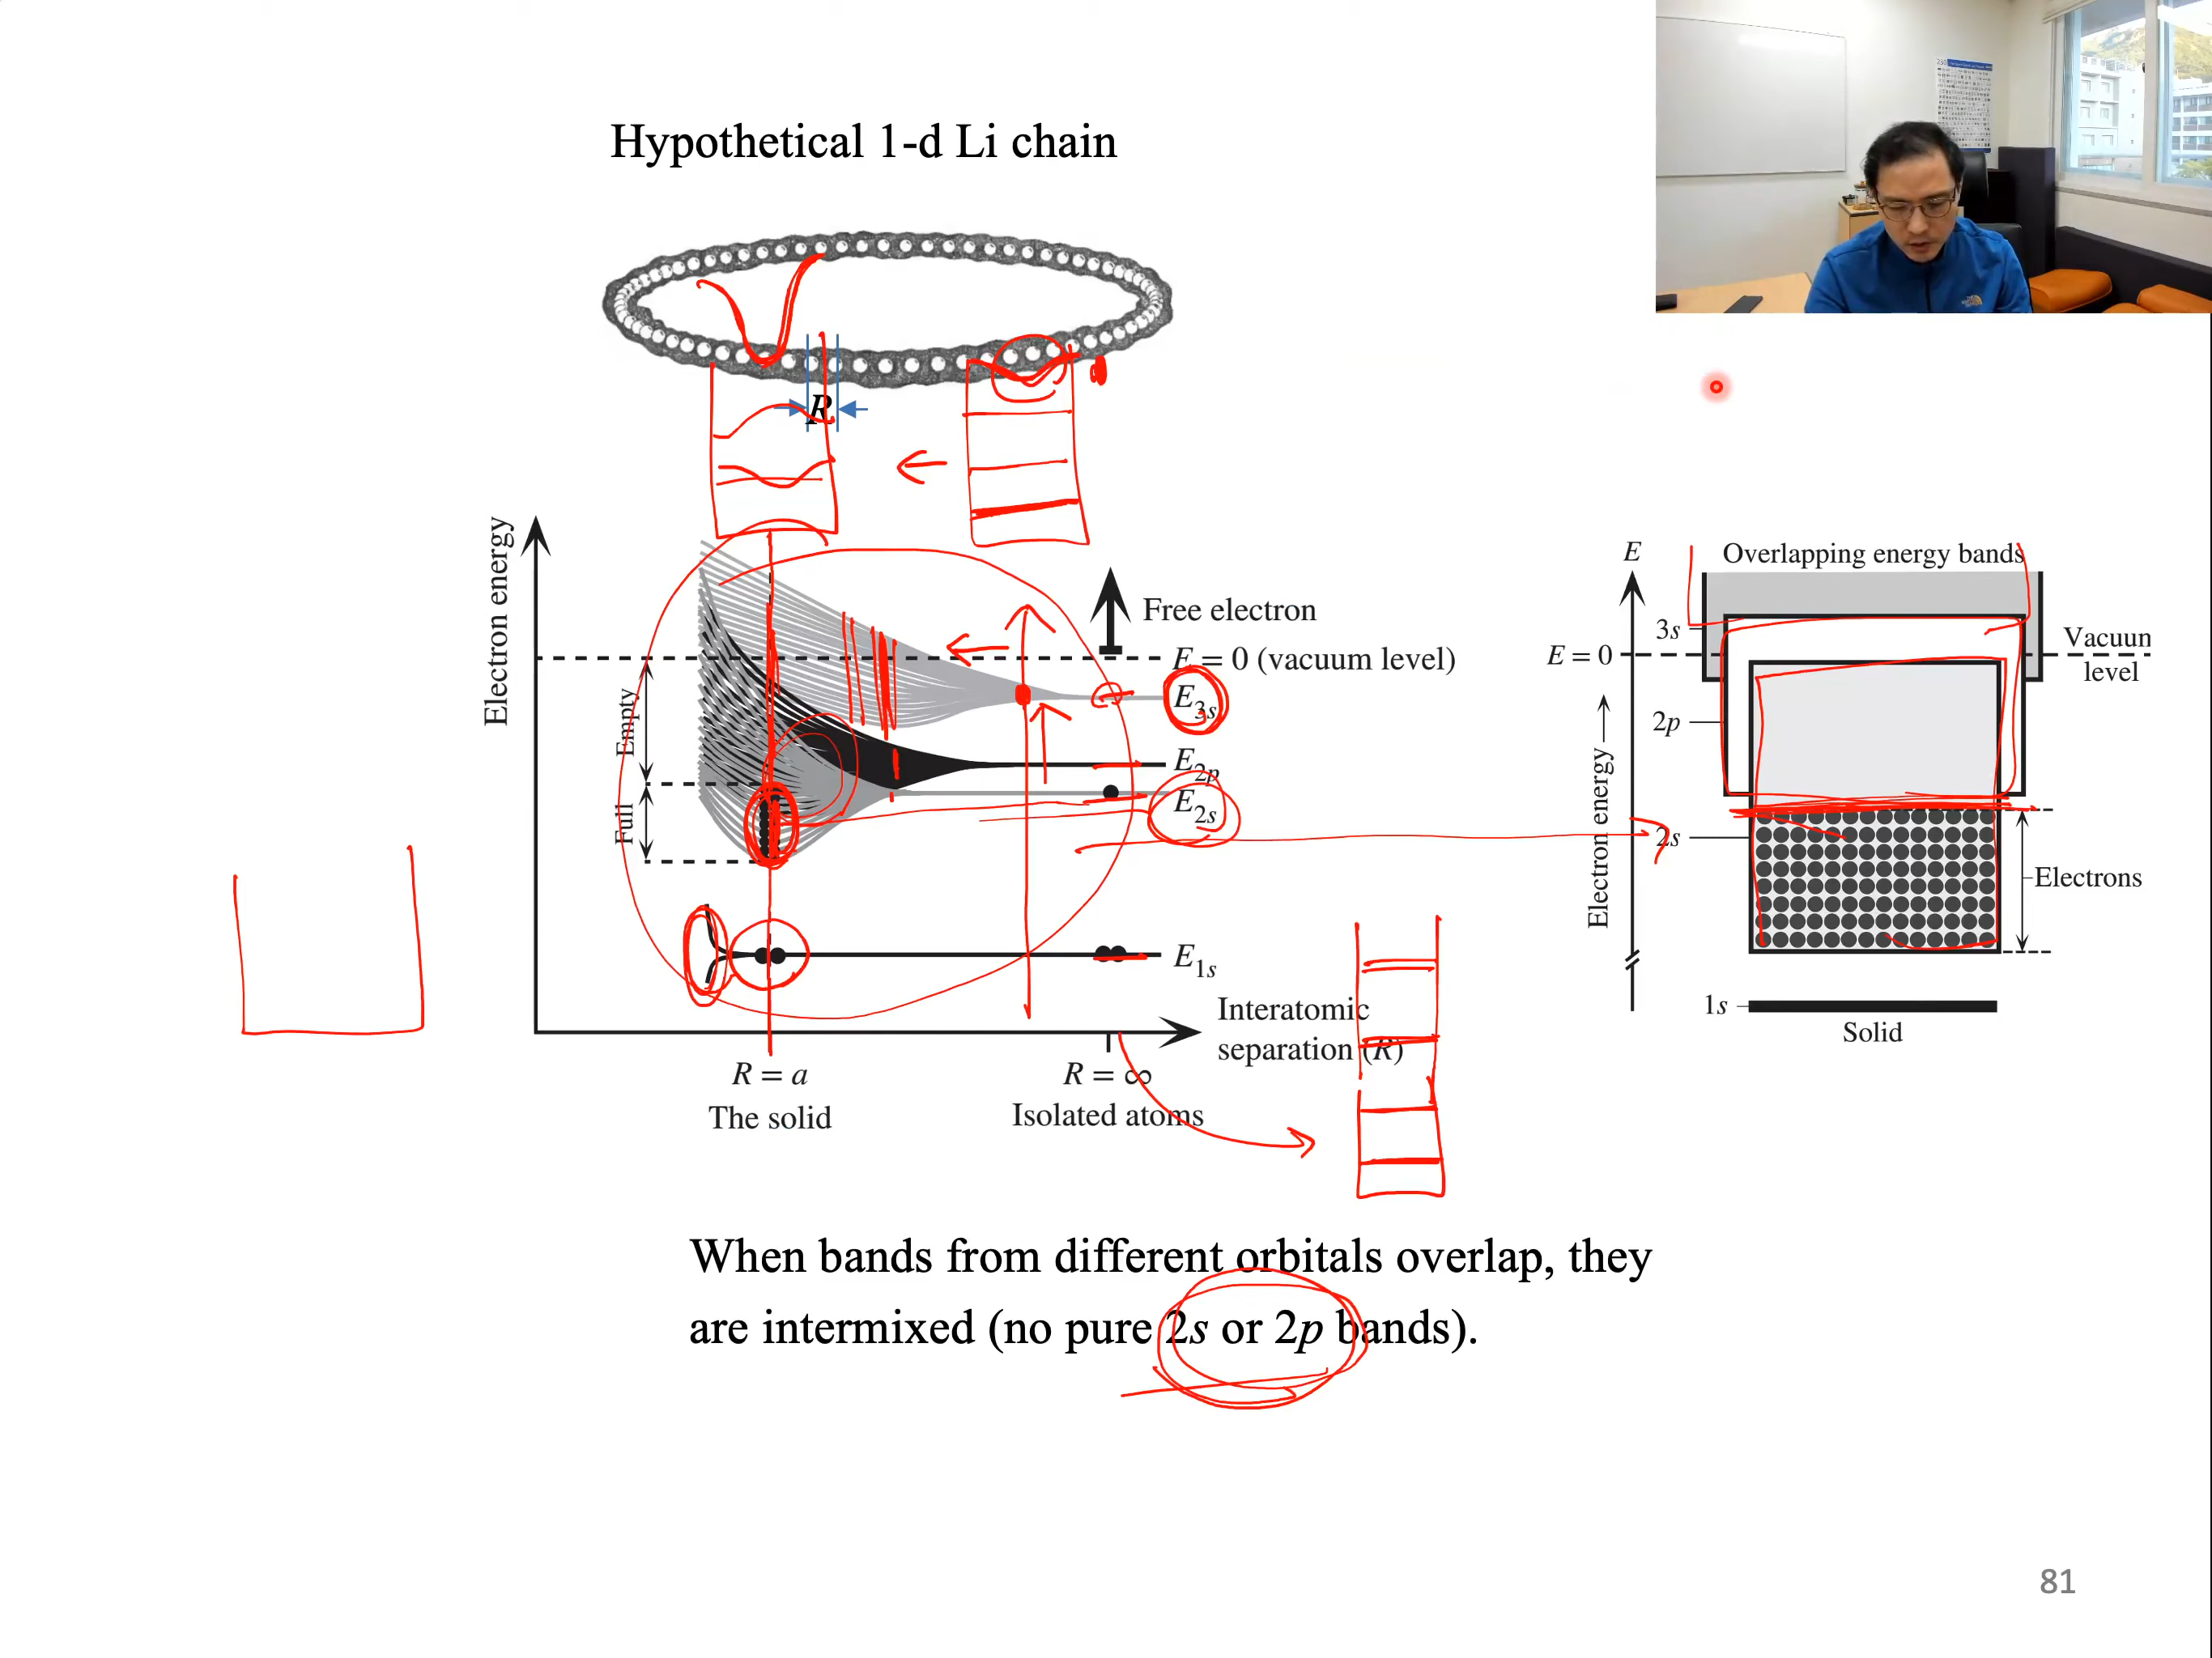 Hypothetical 1-d Li chain
R
Electron energy
Empty
Full
Free electron
E = 0 (vacuum level)
E3s
E2p
E2s
E1s
Interatomic
separation (R)
R = a
R = ∞
The solid
Isolated atoms
E
Overlapping energy bands
3s
E = 0
Vacuun
level
2p
Electron energy
2s
Electrons
1s
Solid
When bands from different orbitals overlap, they
are intermixed (no pure 2s or 2p bands).
81